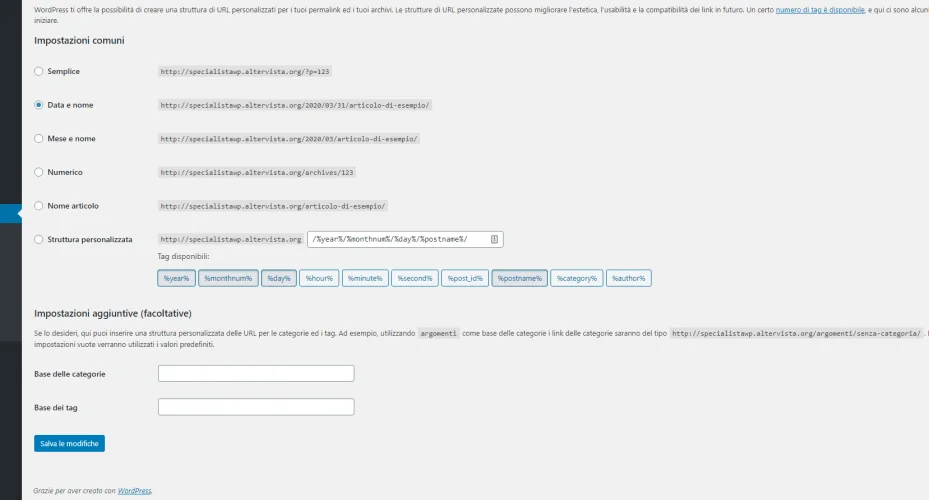 WordPress ti offre la possibilità di creare una struttura di URL personalizzati per i tuoi permalink ed i tuoi archivi. Le strutture di URL personalizzate possono migliorare l'estetica, l'usabilità e la compatibilità dei link in futuro. Un certo numero di tag è disponibile, e qui ci sono alcuni
iniziare.
Impostazioni comuni
Semplice http://specialistawp.altervista.org/?p=123
Data e nome http://specialistawp.altervista.org/2020/03/31/articolo-di-esempio/
Mese e nome http://specialistawp.altervista.org/2020/03/articolo-di-esempio/
Numerico http://specialistawp.altervista.org/archives/123
Nome articolo http://specialistawp.altervista.org/articolo-di-esempio/
Struttura personalizzata http://specialistawp.altervista.org /%year%/%monthnum%/%day%/%postname%/
Tag disponibili:
%year% %monthnum% %day% %hour% %minute% %second% %post_id% %postname% %category% %author%
Impostazioni aggiuntive (facoltative)
Se lo desideri, qui puoi inserire una struttura personalizzata delle URL per le categorie ed i tag. Ad esempio, utilizzando argomenti come base delle categorie i link delle categorie saranno del tipo http://specialistawp.altervista.org/argomenti/senza-categoria/ .
impostazioni vuote verranno utilizzati i valori predefiniti.
Base delle categorie
Base dei tag
Salva le modifiche
Grazie per aver creato con WordPress.